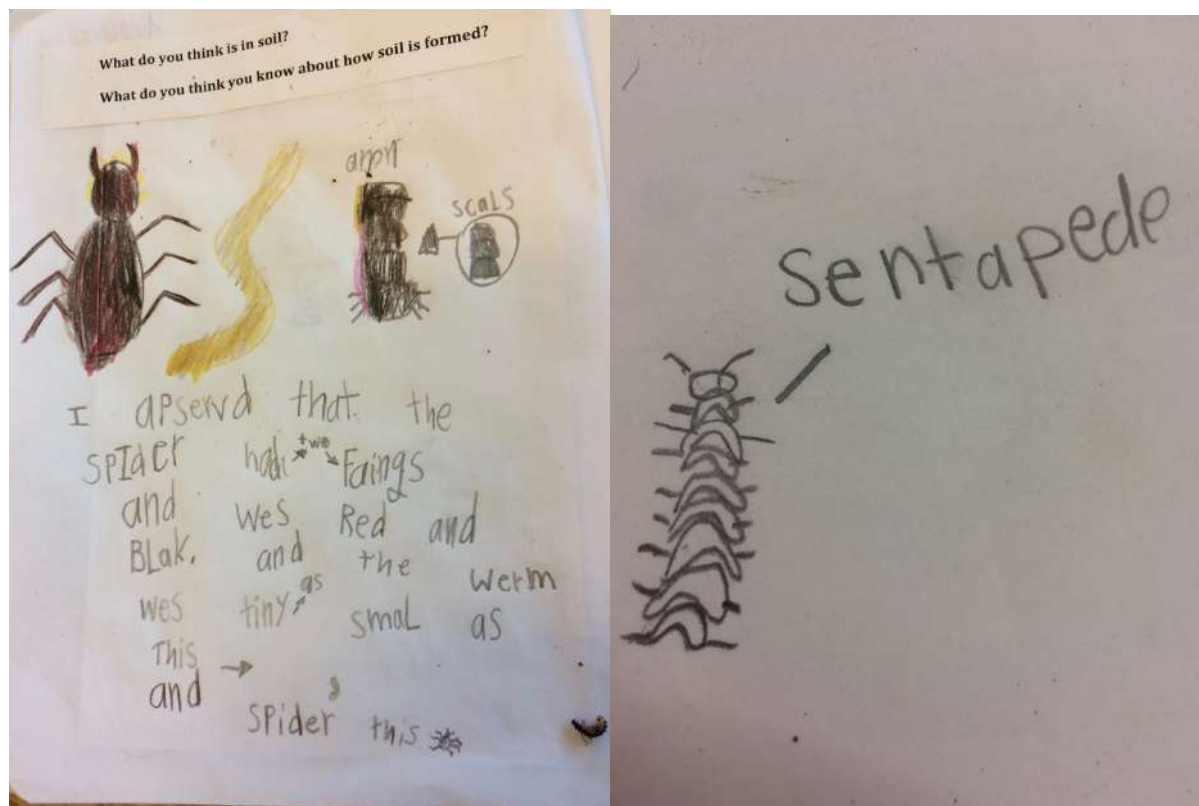 What do you think is in soil?
What do you think you know about how soil is formed?
scals
I apservd that the
SPIder had two Faings
and wes Red and
BLak. and the werm
wes tiny as smal as
This
and
spider this
sentapede